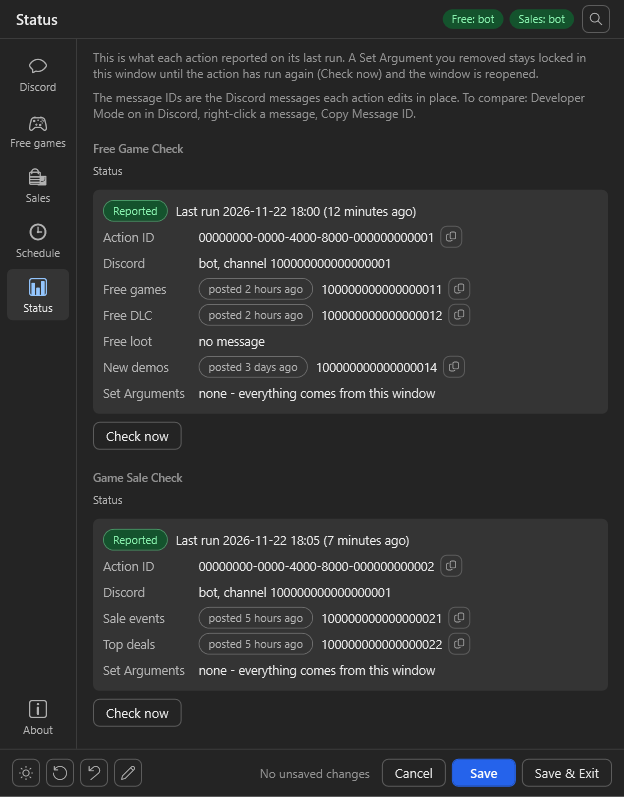 Status
Free: bot
Sales: bot
Discord
Free games
Sales
Schedule
Status
About
This is what each action reported on its last run. A Set Argument you removed stays locked in
this window until the action has run again (Check now) and the window is reopened.
The message IDs are the Discord messages each action edits in place. To compare: Developer
Mode on in Discord, right-click a message, Copy Message ID.
Free Game Check
Status
Reported Last run 2026-11-22 18:00 (12 minutes ago)
Action ID 00000000-0000-4000-8000-000000000001
Discord bot, channel 100000000000000001
Free games posted 2 hours ago 100000000000000011
Free DLC posted 2 hours ago 100000000000000012
Free loot no message
New demos posted 3 days ago 100000000000000014
Set Arguments none - everything comes from this window
Check now
Game Sale Check
Status
Reported Last run 2026-11-22 18:05 (7 minutes ago)
Action ID 00000000-0000-4000-8000-000000000002
Discord bot, channel 100000000000000001
Sale events posted 5 hours ago 100000000000000021
Top deals posted 5 hours ago 100000000000000022
Set Arguments none - everything comes from this window
Check now
No unsaved changes
Cancel
Save
Save & Exit